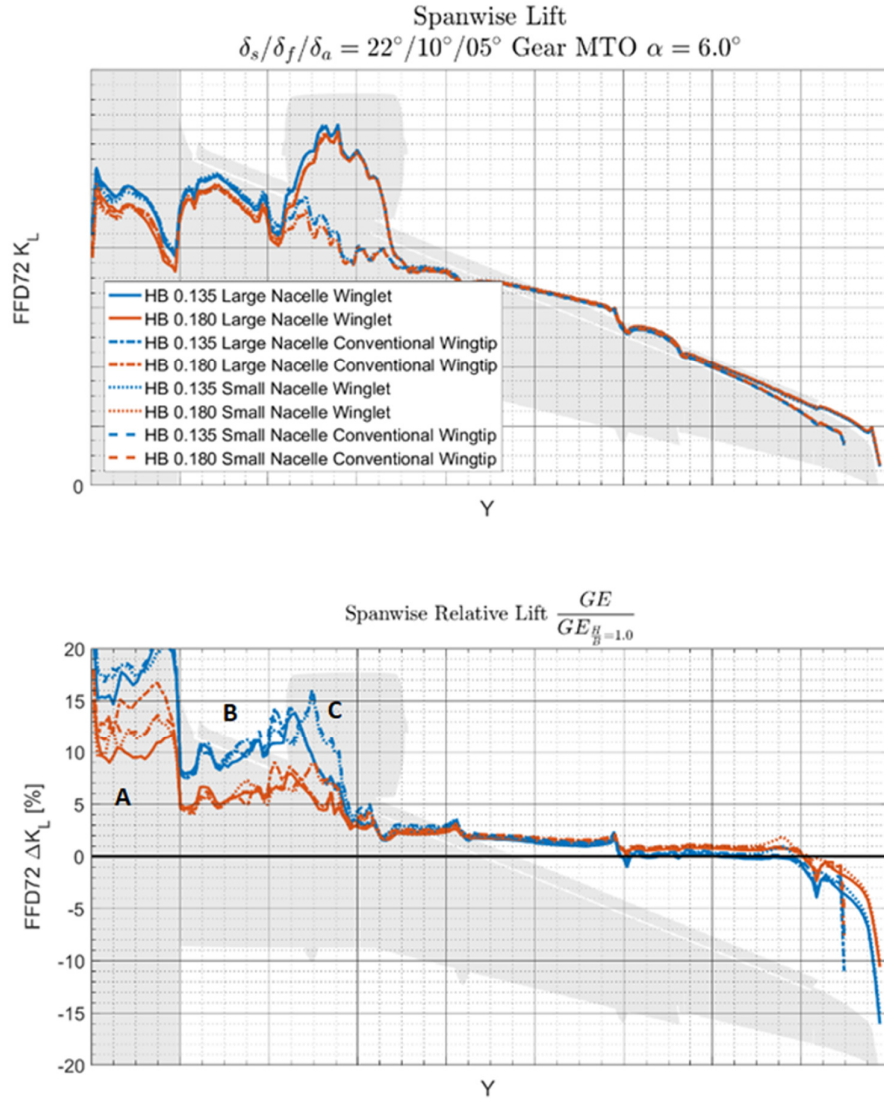 Spanwise Lift
δs/δf/δa = 22°/10°/05° Gear MTO α = 6.0°
FFD72 K_L
HB 0.135 Large Nacelle Winglet
HB 0.180 Large Nacelle Winglet
HB 0.135 Large Nacelle Conventional Wingtip
HB 0.180 Large Nacelle Conventional Wingtip
HB 0.135 Small Nacelle Winglet
HB 0.180 Small Nacelle Winglet
HB 0.135 Small Nacelle Conventional Wingtip
HB 0.180 Small Nacelle Conventional Wingtip
0
Y
Spanwise Relative Lift GE / GE_{H/B=1.0}
FFD72 ΔK_L [%]
20
15
10
5
0
-5
-10
-15
-20
A
B
C
Y